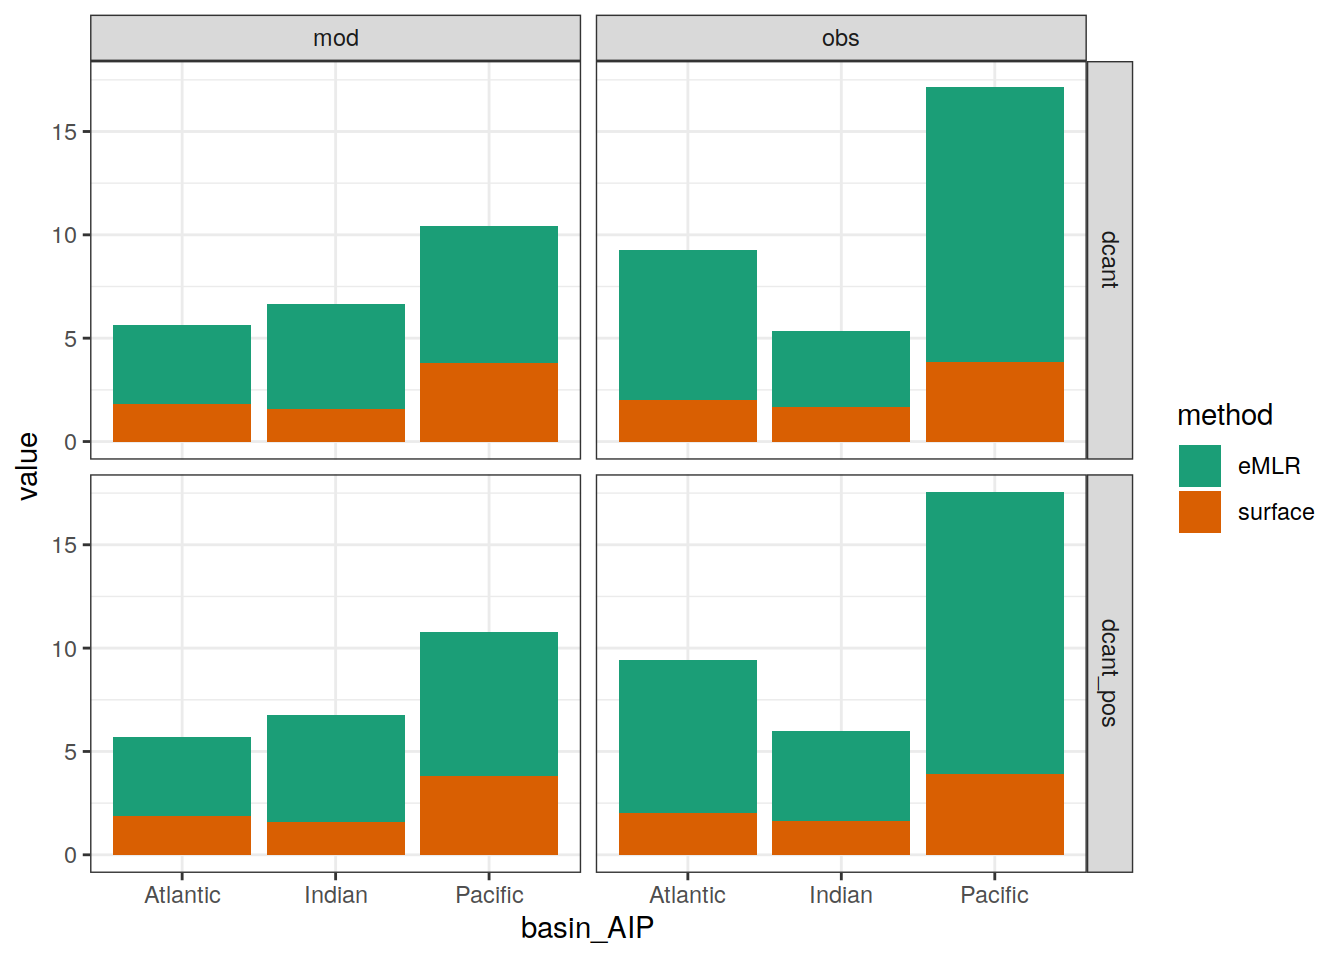 mod
obs
15
10
5
0
dcant
15
10
5
0
dcant_pos
value
Atlantic
Indian
Pacific
Atlantic
Indian
Pacific
basin_AIP
method
eMLR
surface